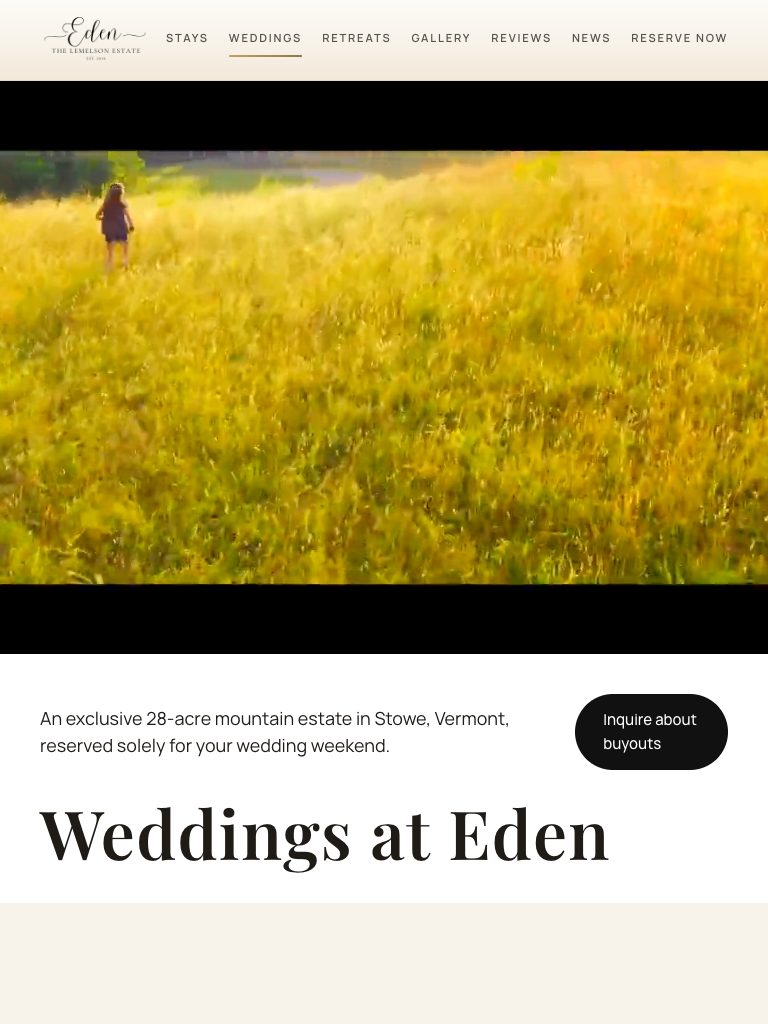 Eden
THE LEMELSON ESTATE
STAYS
WEDDINGS
RETREATS
GALLERY
REVIEWS
NEWS
RESERVE NOW
An exclusive 28-acre mountain estate in Stowe, Vermont,
reserved solely for your wedding weekend.
Inquire about
buyouts
Weddings at Eden